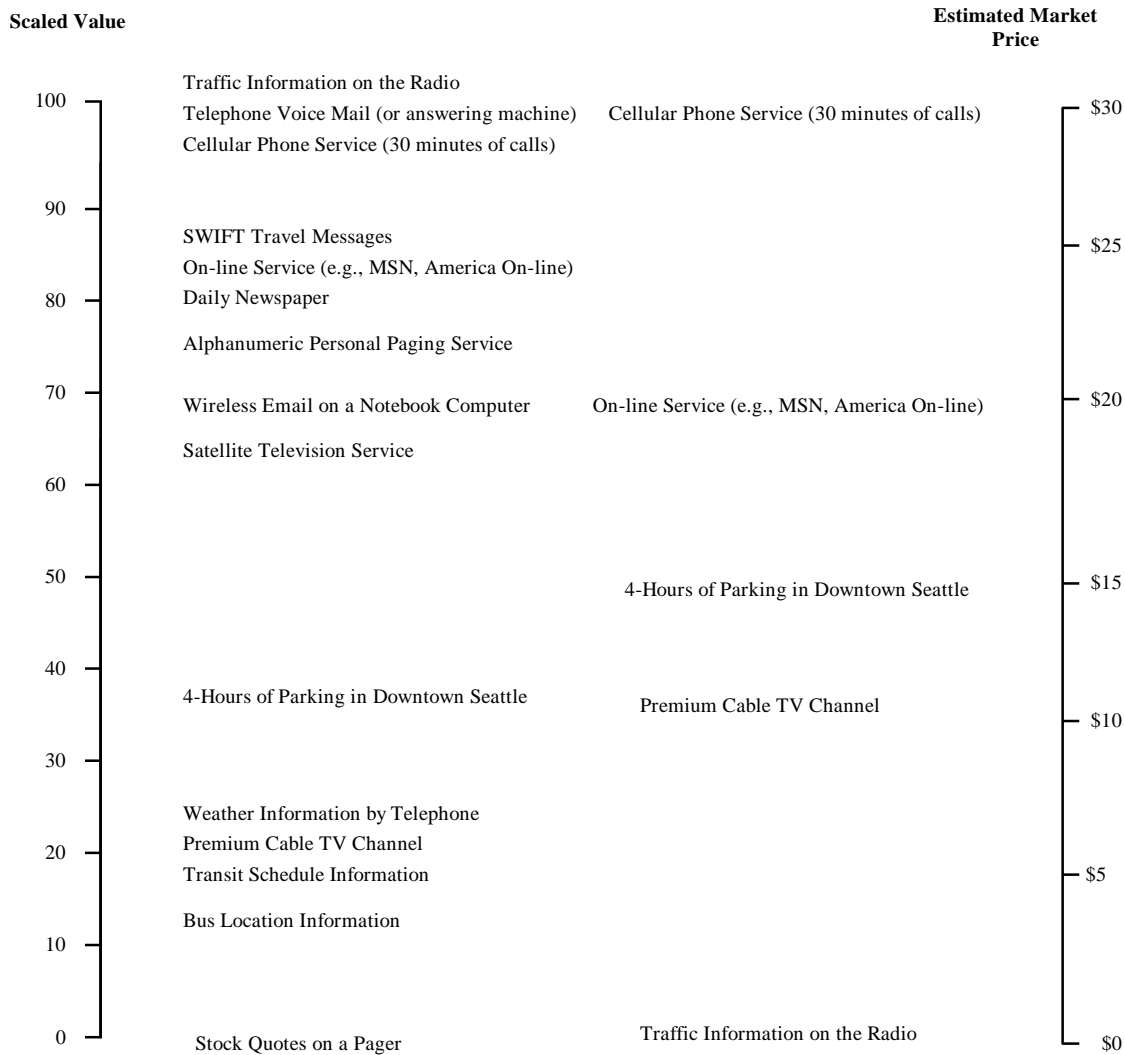 Scaled Value
Estimated Market
Price
Traffic Information on the Radio
100
Telephone Voice Mail (or answering machine)
Cellular Phone Service (30 minutes of calls)
$30
Cellular Phone Service (30 minutes of calls)
90
SWIFT Travel Messages
$25
On-line Service (e.g., MSN, America On-line)
80
Daily Newspaper
Alphanumeric Personal Paging Service
70
Wireless Email on a Notebook Computer
On-line Service (e.g., MSN, America On-line)
$20
Satellite Television Service
60
50
4-Hours of Parking in Downtown Seattle
$15
40
4-Hours of Parking in Downtown Seattle
Premium Cable TV Channel
$10
30
Weather Information by Telephone
20
Premium Cable TV Channel
Transit Schedule Information
$5
Bus Location Information
10
0
Stock Quotes on a Pager
Traffic Information on the Radio
$0